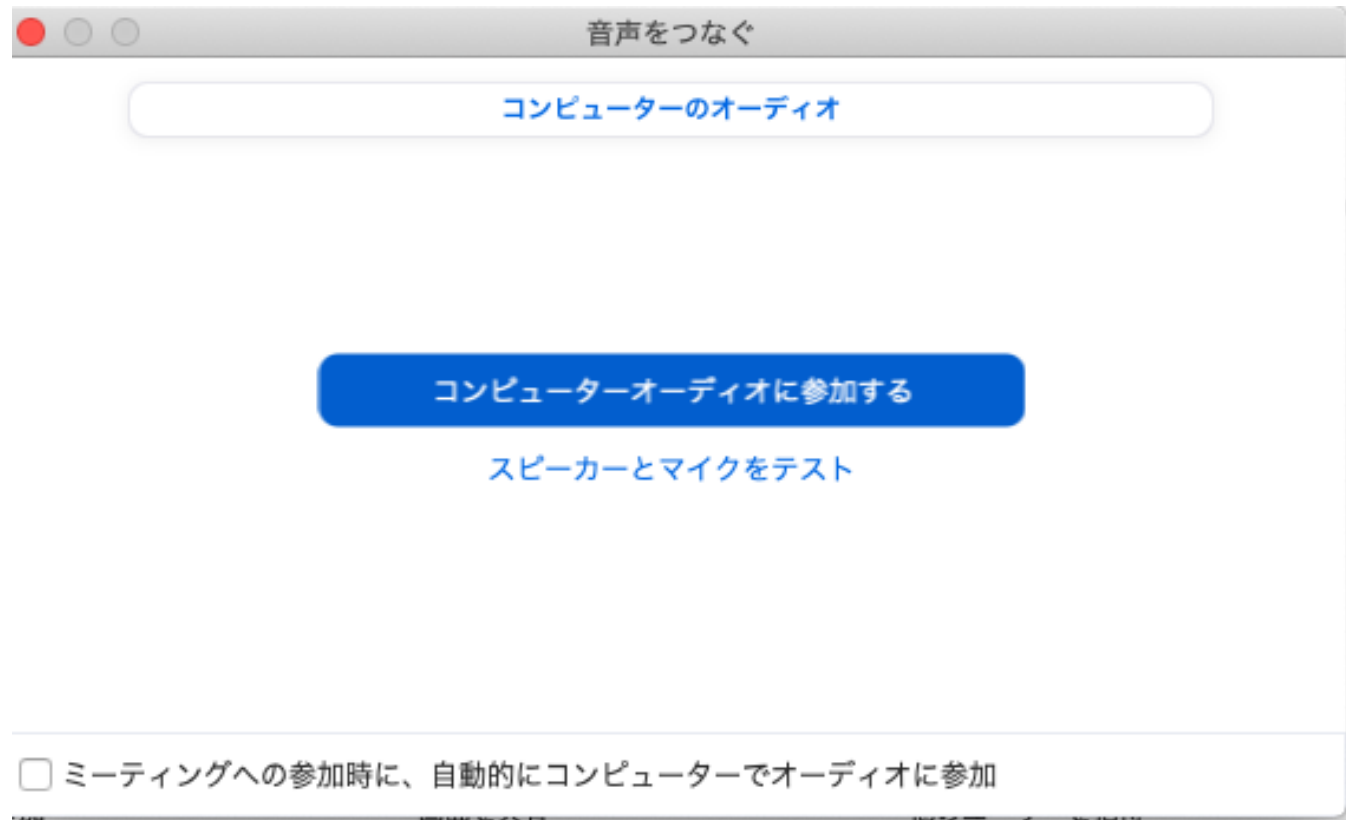 音声をつなぐ
コンピューターのオーディオ
コンピューターオーディオに参加する
スピーカーとマイクをテスト
ミーティングへの参加時に、自動的にコンピューターでオーディオに参加